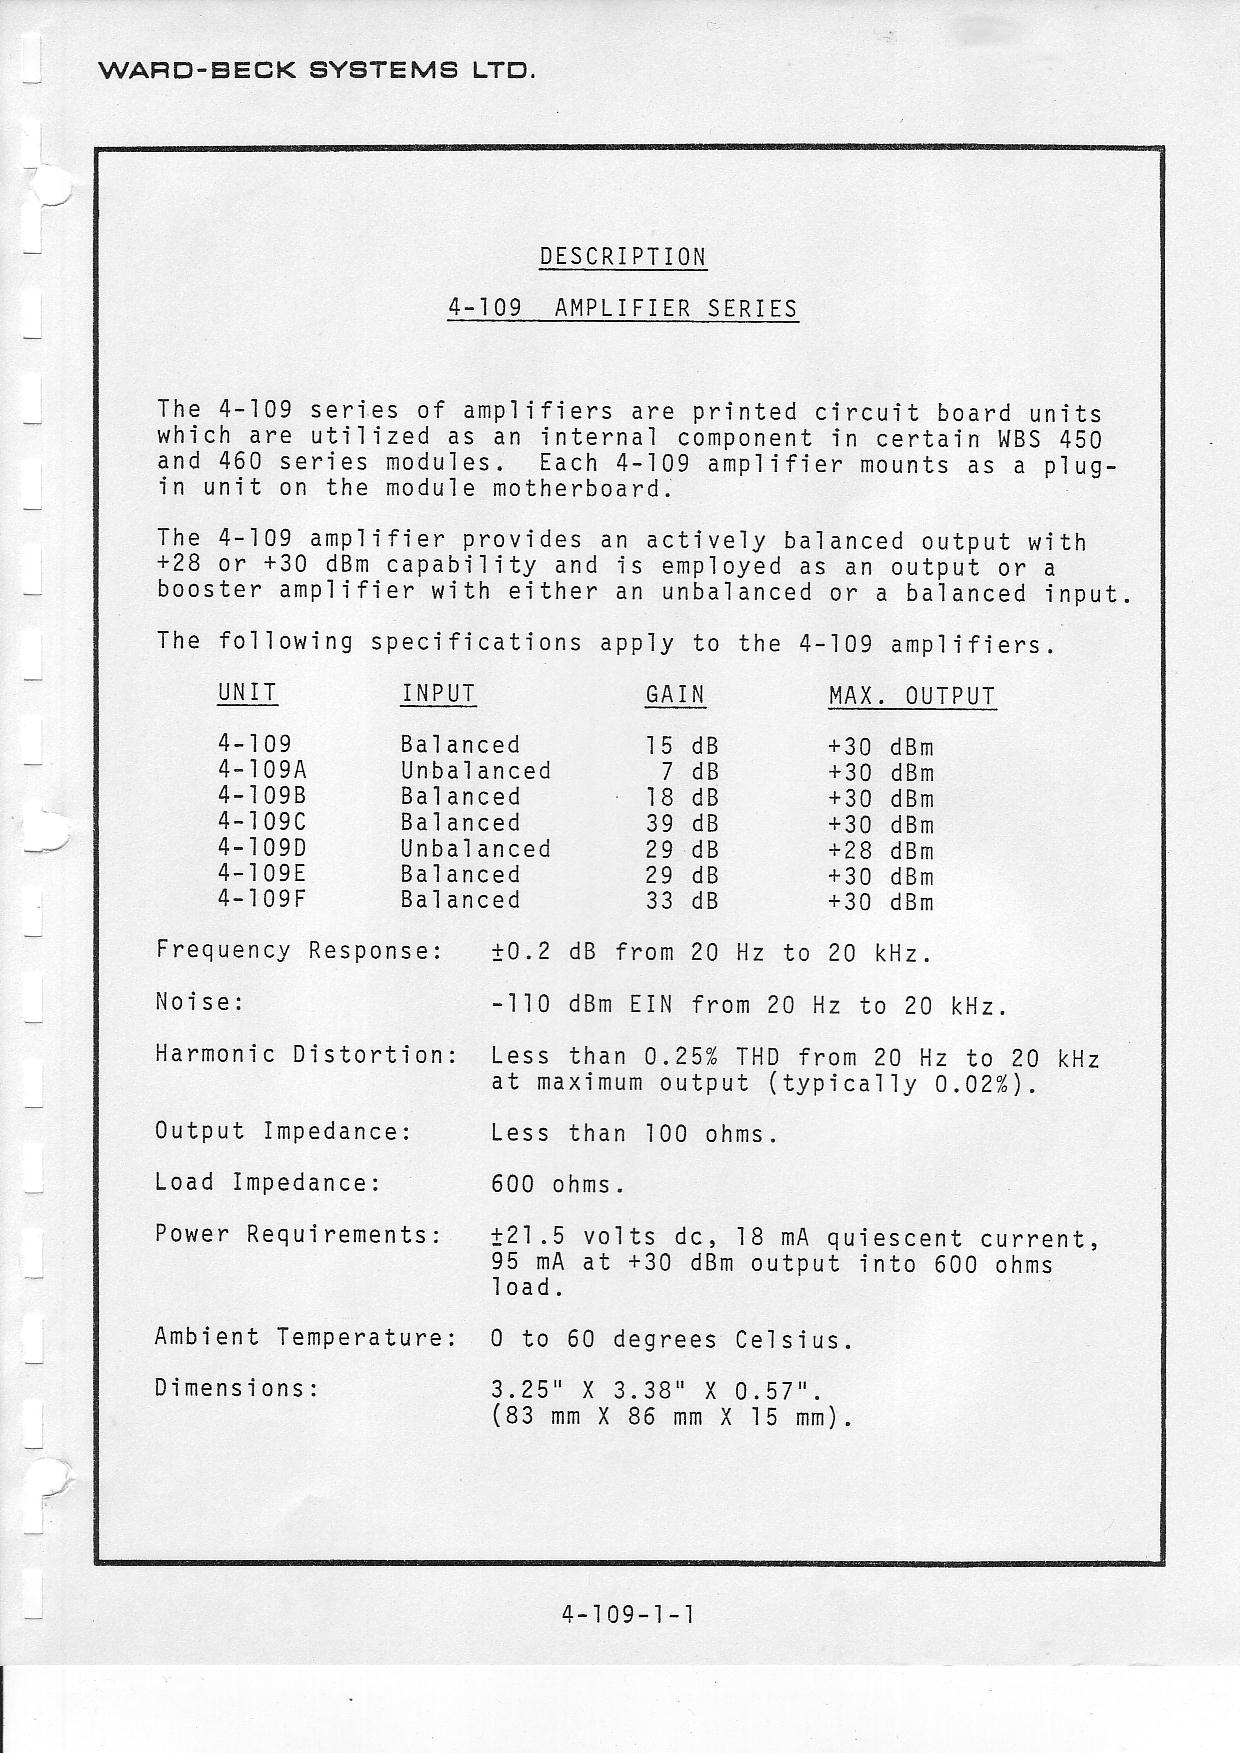 WARD-BECK SYSTEMS LTD.
DESCRIPTION
4-109 AMPLIFIER SERIES
The 4-109 series of amplifiers are printed circuit board units
which are utilized as an internal component in certain WBS 450
and 460 series modules. Each 4-109 amplifier mounts as a plug-
in unit on the module motherboard.
The 4-109 amplifier provides an actively balanced output with
+28 or +30 dBm capability and is employed as an output or a
booster amplifier with either an unbalanced or a balanced input.
The following specifications apply to the 4-109 amplifiers.
UNIT INPUT GAIN MAX. OUTPUT
4-109 Balanced 15 dB +30 dBm
4-109A Unbalanced 7 dB +30 dBm
4-109B Balanced 18 dB +30 dBm
4-109C Balanced 39 dB +30 dBm
4-109D Unbalanced 29 dB +28 dBm
4-109E Balanced 29 dB +30 dBm
4-109F Balanced 33 dB +30 dBm
Frequency Response: ±0.2 dB from 20 Hz to 20 kHz.
Noise: -110 dBm EIN from 20 Hz to 20 kHz.
Harmonic Distortion: Less than 0.25% THD from 20 Hz to 20 kHz
at maximum output (typically 0.02%).
Output Impedance: Less than 100 ohms.
Load Impedance: 600 ohms.
Power Requirements: ±21.5 volts dc, 18 mA quiescent current,
95 mA at +30 dBm output into 600 ohms
load.
Ambient Temperature: 0 to 60 degrees Celsius.
Dimensions: 3.25" X 3.38" X 0.57".
(83 mm X 86 mm X 15 mm).
4-109-1-1